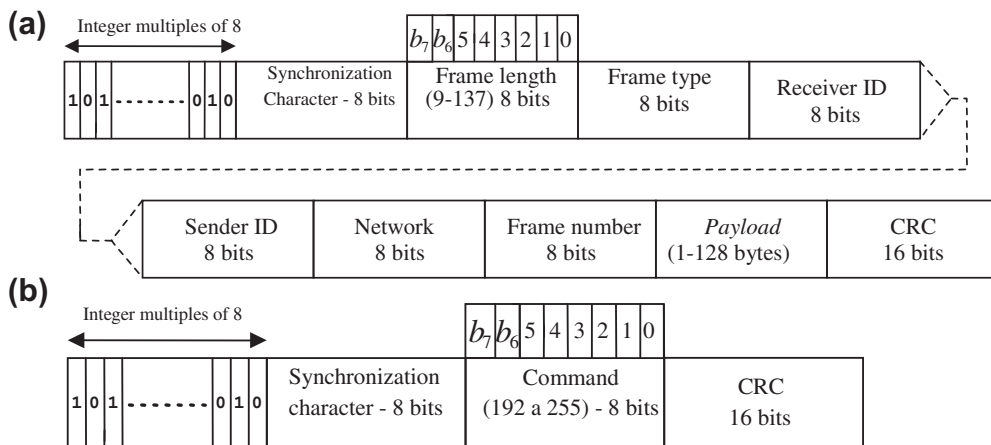 (a)
Integer multiples of 8
b7 b6 5 4 3 2 1 0
1 0 1 ------- 0 1 0
Synchronization
Character - 8 bits
Frame length
(9-137) 8 bits
Frame type
8 bits
Receiver ID
8 bits
Sender ID
8 bits
Network
8 bits
Frame number
8 bits
Payload
(1-128 bytes)
CRC
16 bits
(b)
Integer multiples of 8
b7 b6 5 4 3 2 1 0
1 0 1 ------- 0 1 0
Synchronization
character - 8 bits
Command
(192 a 255) - 8 bits
CRC
16 bits